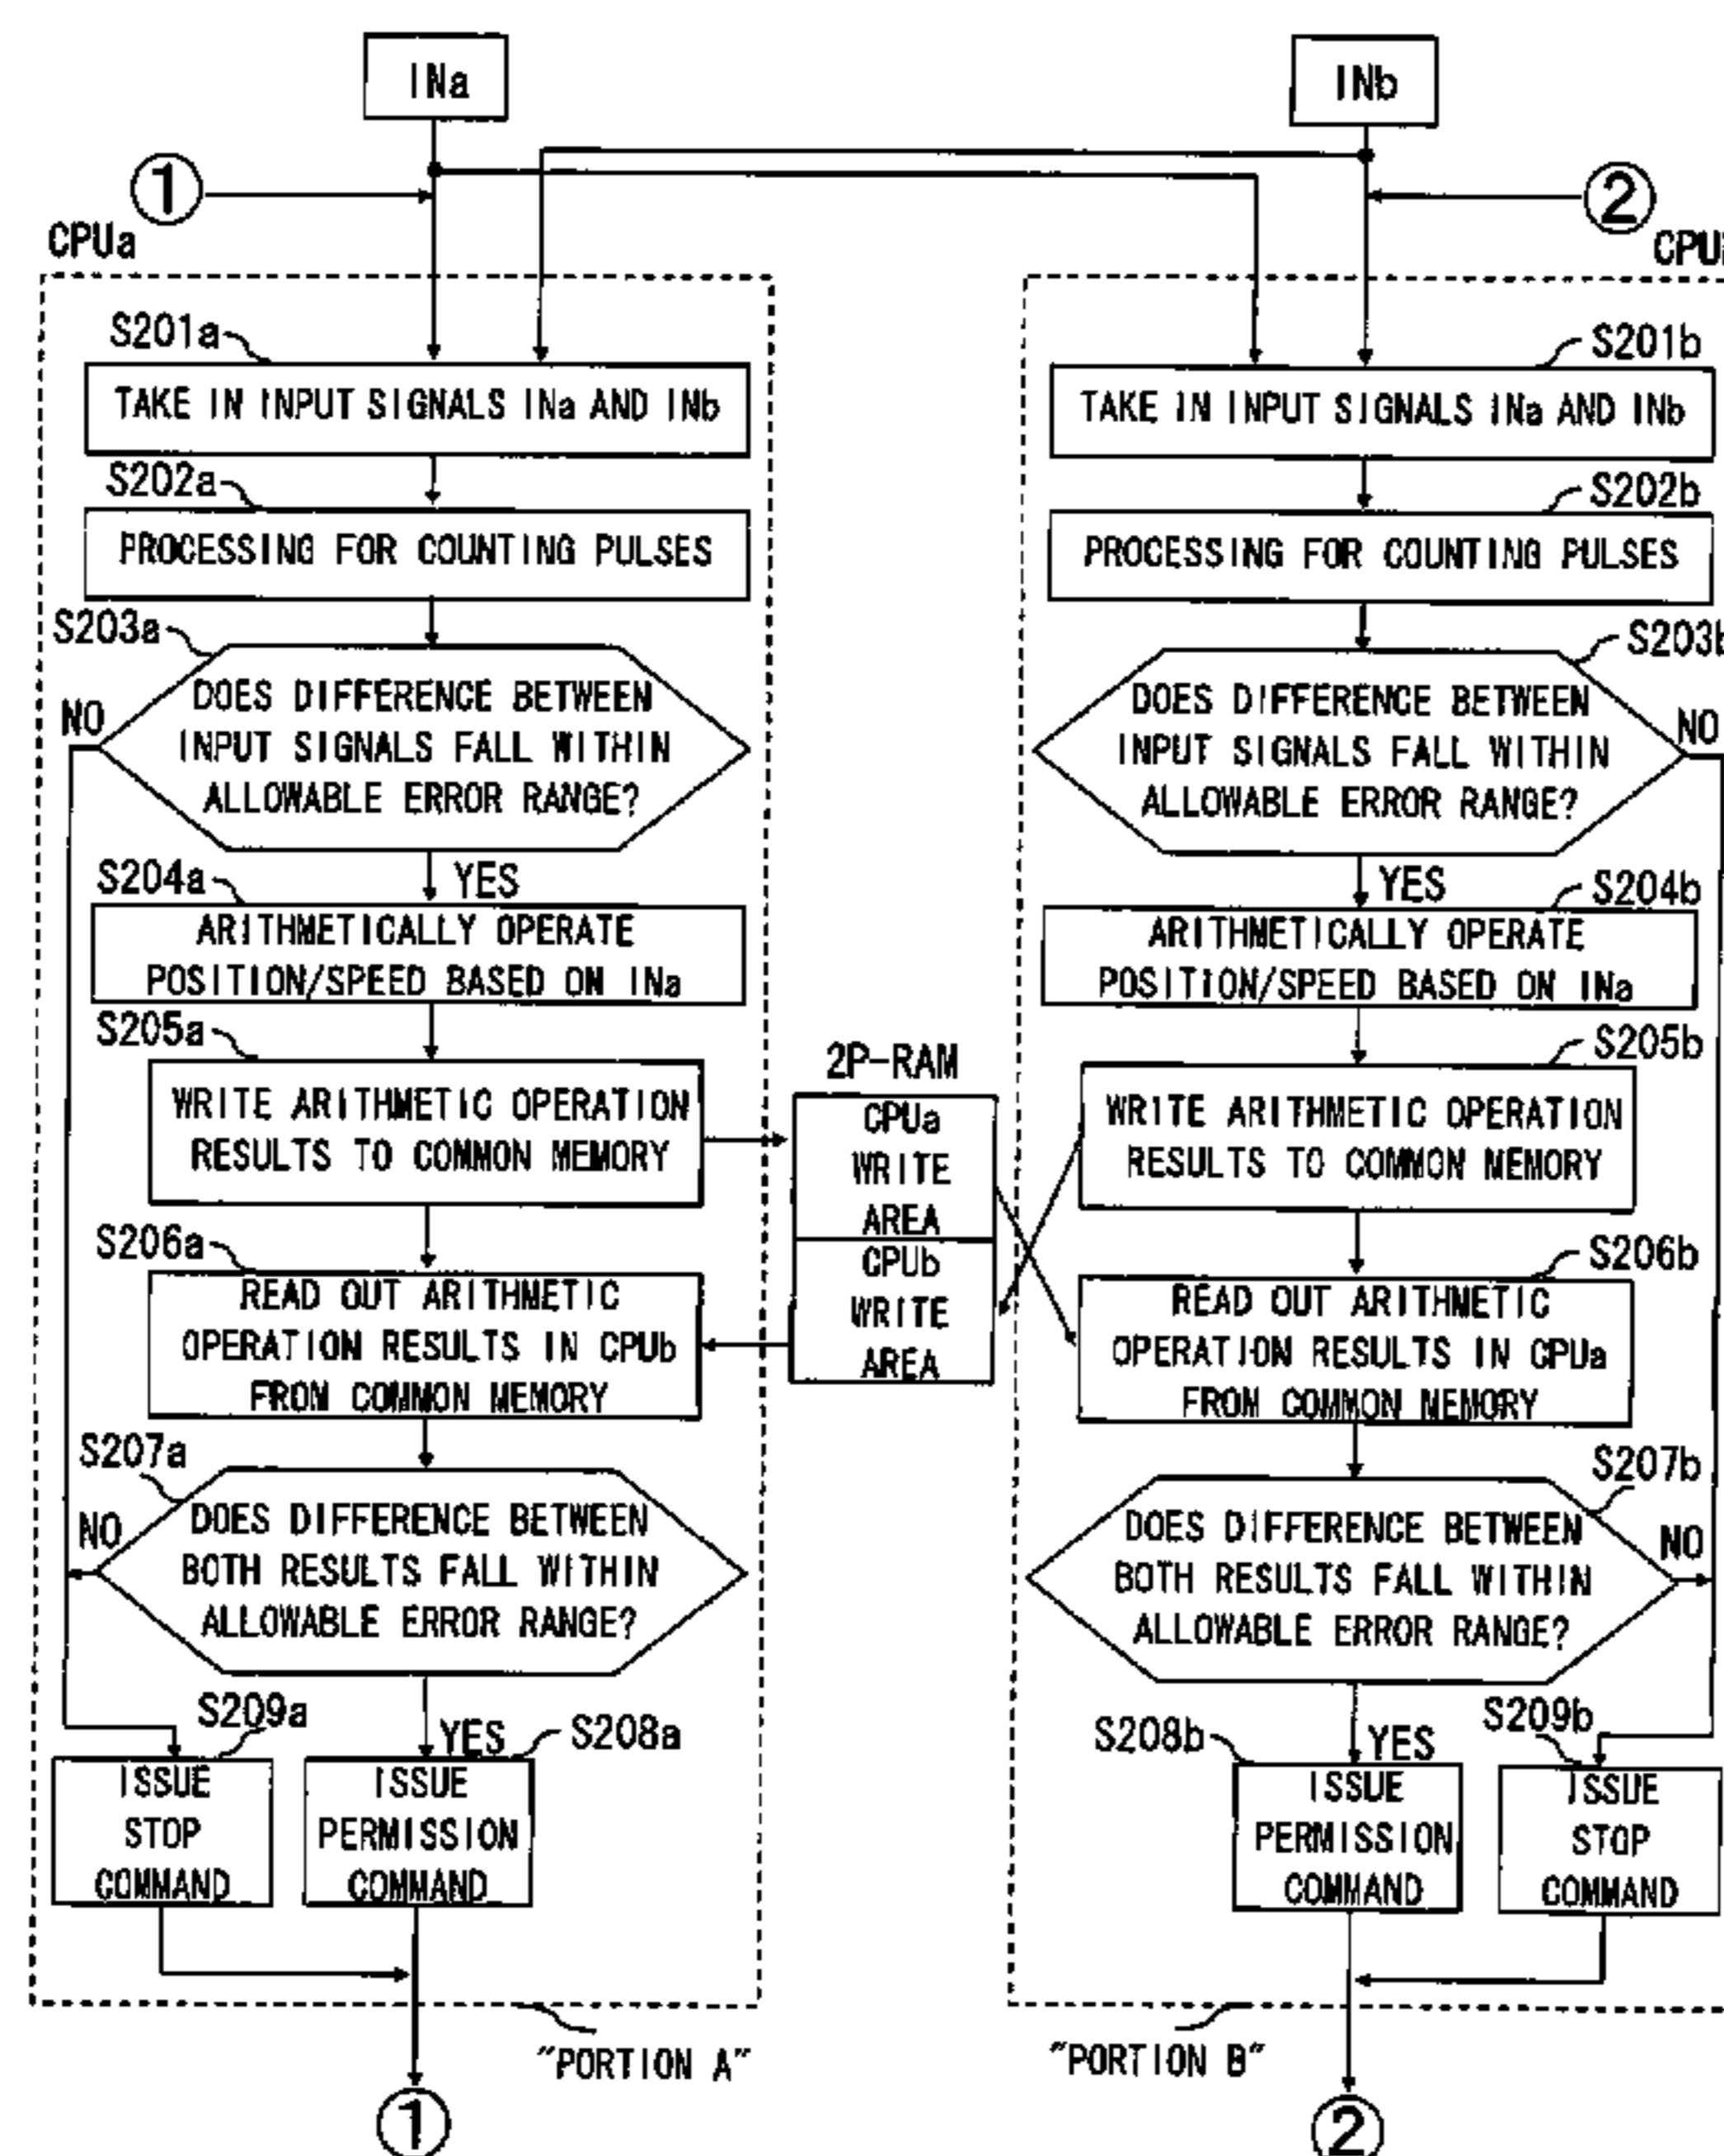 INa
INb
①
②
CPUa
CPU
S201a
TAKE IN INPUT SIGNALS INa AND INb
S202a
PROCESSING FOR COUNTING PULSES
S203a
NO
DOES DIFFERENCE BETWEEN
INPUT SIGNALS FALL WITHIN
ALLOWABLE ERROR RANGE?
YES
S204a
ARITHMETICALLY OPERATE
POSITION/SPEED BASED ON INa
S205a
WRITE ARITHMETIC OPERATION
RESULTS TO COMMON MEMORY
S206a
READ OUT ARITHMETIC
OPERATION RESULTS IN CPUb
FROM COMMON MEMORY
S207a
NO
DOES DIFFERENCE BETWEEN
BOTH RESULTS FALL WITHIN
ALLOWABLE ERROR RANGE?
S209a
YES
S208a
ISSUE
STOP
COMMAND
ISSUE
PERMISSION
COMMAND
"PORTION A"
①
2P-RAM
CPUa
WRITE
AREA
CPUb
WRITE
AREA
S201b
TAKE IN INPUT SIGNALS INa AND INb
S202b
PROCESSING FOR COUNTING PULSES
S203b
DOES DIFFERENCE BETWEEN
INPUT SIGNALS FALL WITHIN
ALLOWABLE ERROR RANGE?
NO
YES
S204b
ARITHMETICALLY OPERATE
POSITION/SPEED BASED ON INa
S205b
WRITE ARITHMETIC OPERATION
RESULTS TO COMMON MEMORY
S206b
READ OUT ARITHMETIC
OPERATION RESULTS IN CPUa
FROM COMMON MEMORY
S207b
DOES DIFFERENCE BETWEEN
BOTH RESULTS FALL WITHIN
ALLOWABLE ERROR RANGE?
NO
S208b
YES
S209b
ISSUE
PERMISSION
COMMAND
ISSUE
STOP
COMMAND
"PORTION B"
②